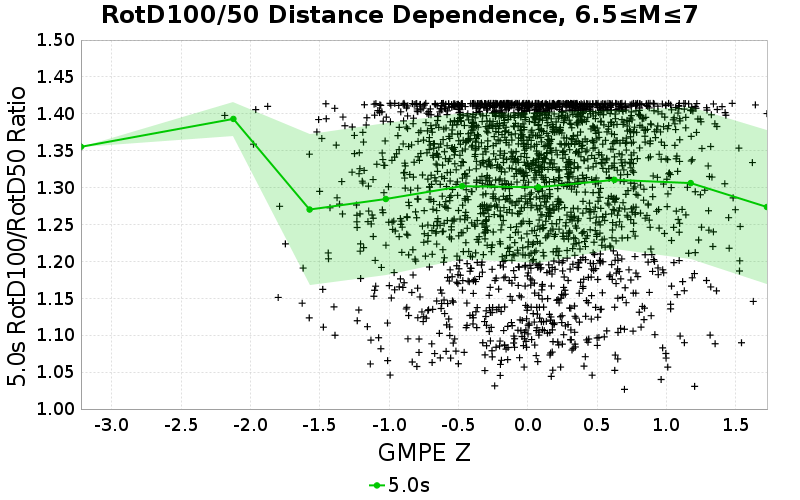 RotD100/50 Distance Dependence, 6.5≤M≤7
5.0s RotD100/RotD50 Ratio
1.50
1.45
1.40
1.35
1.30
1.25
1.20
1.15
1.10
1.05
1.00
-3.0 -2.5 -2.0 -1.5 -1.0 -0.5 0.0 0.5 1.0 1.5
GMPE Z
5.0s